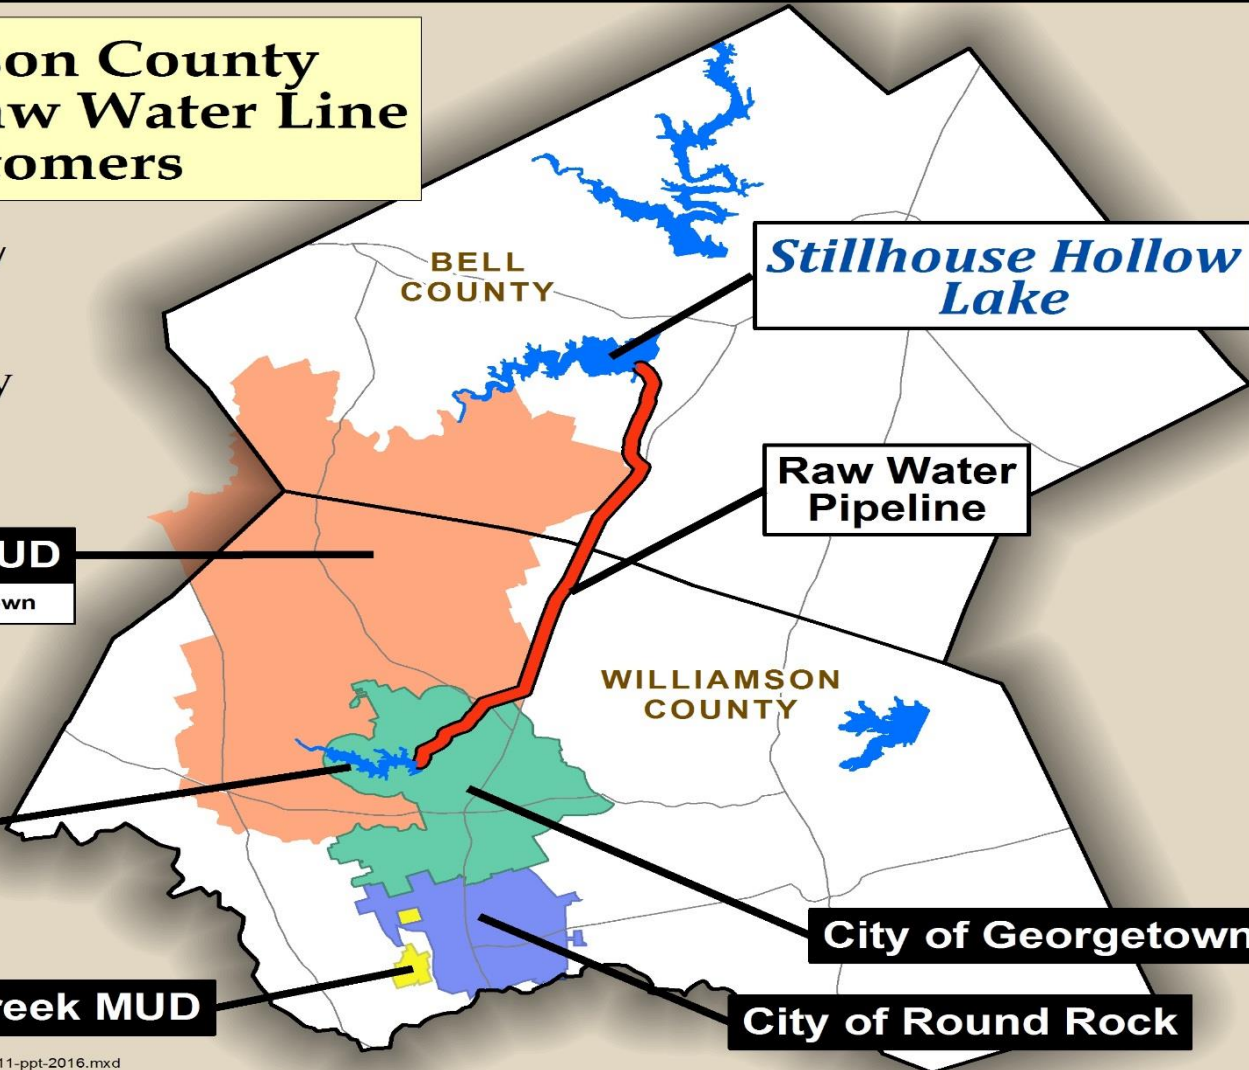 on County
w Water Line
tomers
y
BELL
COUNTY
Stillhouse Hollow
Lake
y
Raw Water
Pipeline
UD
wn
WILLIAMSON
COUNTY
City of Georgetown
reek MUD
City of Round Rock
11-ppt-2016.mxd